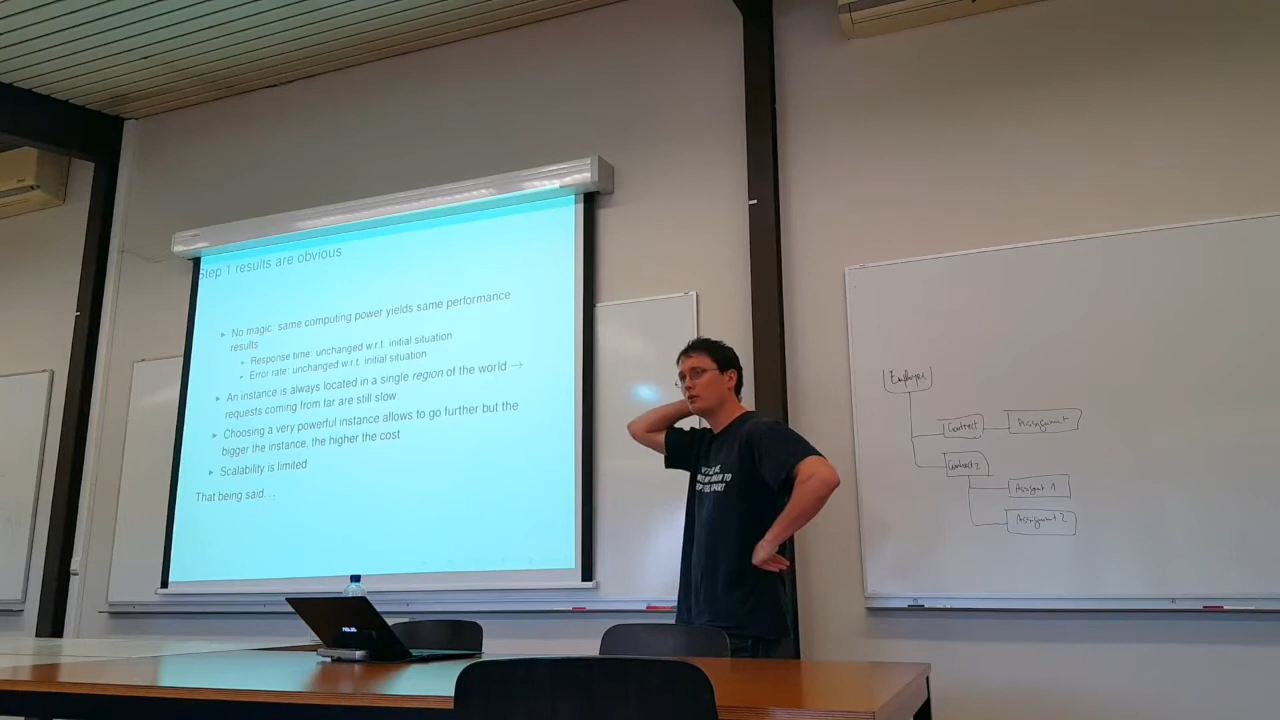 Step 1 results are obvious
No magic: same computing power yields same performance
results
Response time: unchanged w.r.t. initial situation
Error rate: unchanged w.r.t. initial situation
An instance is always located in a single region of the world →
requests coming from far are still slow
Choosing a very powerful instance allows to go further but the
bigger the instance, the higher the cost
Scalability is limited
That being said...
ASUS
Employee
Contract
Assignment
Contract 2
Assignt 1
Assignment 2